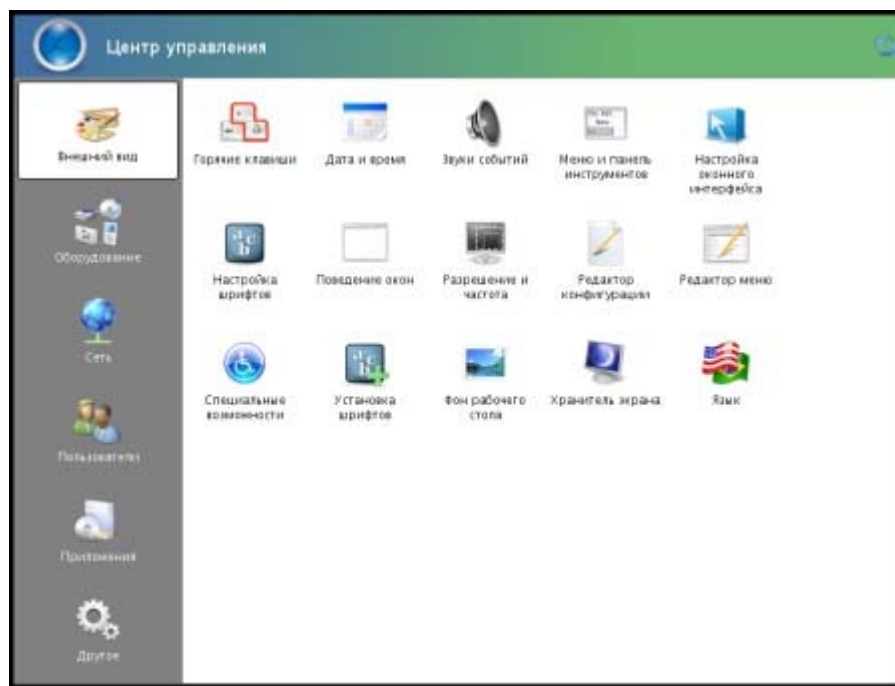 Центр управления
Внешний вид
Оборудование
Сеть
Пользователи
Приложения
Другое
Горячие клавиши
Дата и время
Звуки событий
Меню и панель
инструментов
Настройка
оконного
интерфейса
Настройка
шрифтов
Поведение окон
Разрешение и
частота
Редактор
конфигурации
Редактор меню
Специальные
возможности
Установка
шрифтов
Фон рабочего
стола
Хранитель экрана
Язык